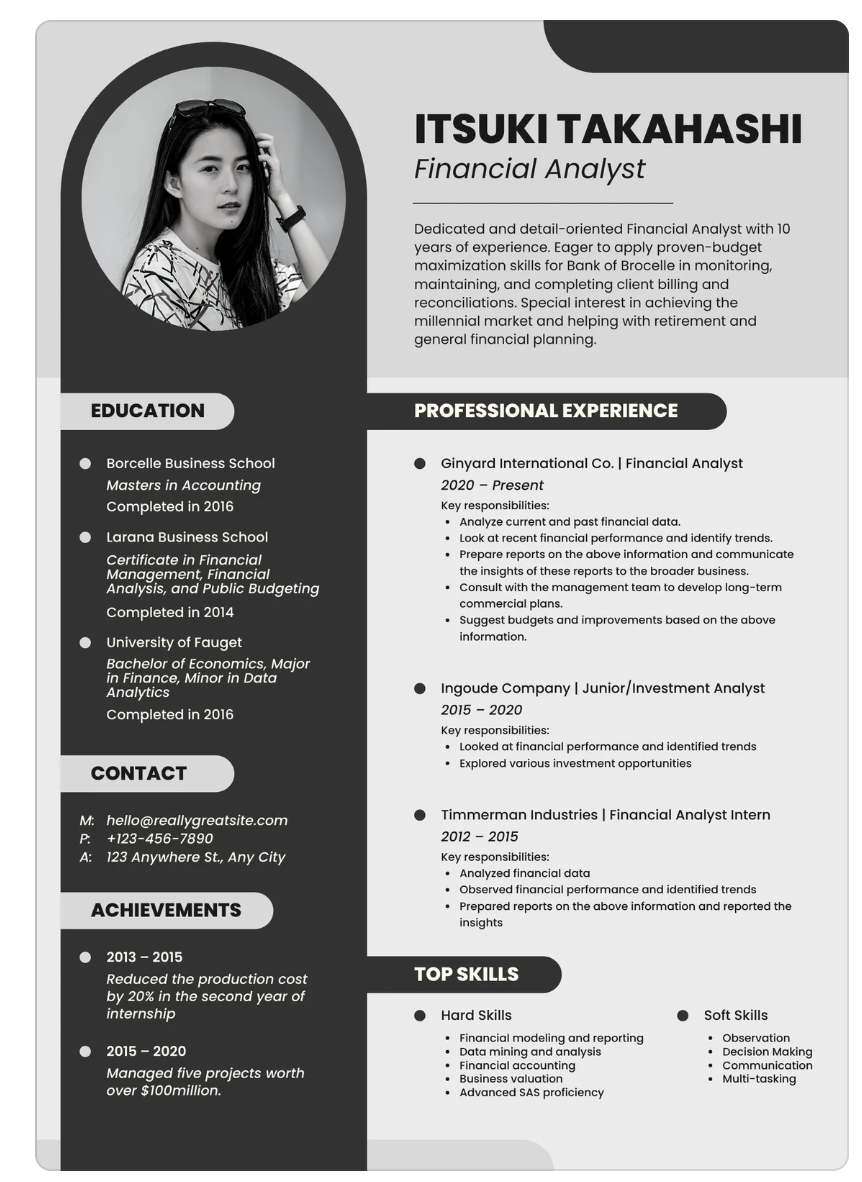 ITSUKI TAKAHASHI
Financial Analyst
Dedicated and detail-oriented Financial Analyst with 10
years of experience. Eager to apply proven-budget
maximization skills for Bank of Brocelle in monitoring,
maintaining, and completing client billing and
reconciliations. Special interest in achieving the
millennial market and helping with retirement and
general financial planning.
EDUCATION
Borcelle Business School
Masters in Accounting
Completed in 2016
Larana Business School
Certificate in Financial
Management, Financial
Analysis, and Public Budgeting
Completed in 2014
University of Fauget
Bachelor of Economics, Major
in Finance, Minor in Data
Analytics
Completed in 2016
CONTACT
M: hello@reallygreatsite.com
P: +123-456-7890
A: 123 Anywhere St., Any City
ACHIEVEMENTS
2013 – 2015
Reduced the production cost
by 20% in the second year of
internship
2015 – 2020
Managed five projects worth
over $100million.
PROFESSIONAL EXPERIENCE
Ginyard International Co. | Financial Analyst
2020 – Present
Key responsibilities:
• Analyze current and past financial data.
• Look at recent financial performance and identify trends.
• Prepare reports on the above information and communicate
the insights of these reports to the broader business.
• Consult with the management team to develop long-term
commercial plans.
• Suggest budgets and improvements based on the above
information.
Ingoude Company | Junior/Investment Analyst
2015 – 2020
Key responsibilities:
• Looked at financial performance and identified trends
• Explored various investment opportunities
Timmerman Industries | Financial Analyst Intern
2012 – 2015
Key responsibilities:
• Analyzed financial data
• Observed financial performance and identified trends
• Prepared reports on the above information and reported the
insights
TOP SKILLS
Hard Skills
• Financial modeling and reporting
• Data mining and analysis
• Financial accounting
• Business valuation
• Advanced SAS proficiency
Soft Skills
• Observation
• Decision Making
• Communication
• Multi-tasking